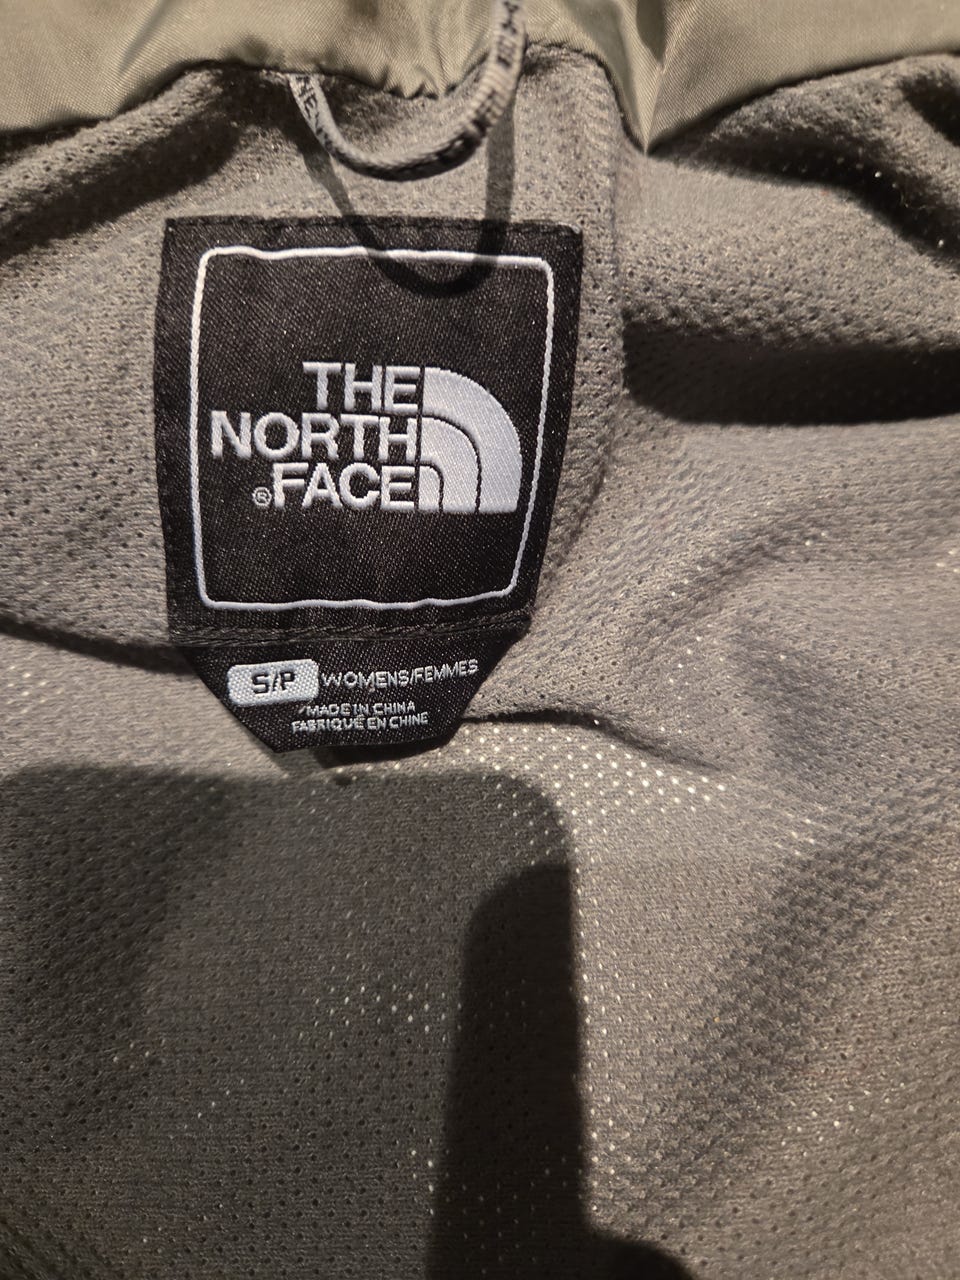 THE
NORTH
®FACE
S/P WOMENS/FEMMES
MADE IN CHINA
FABRIQUÉ EN CHINE